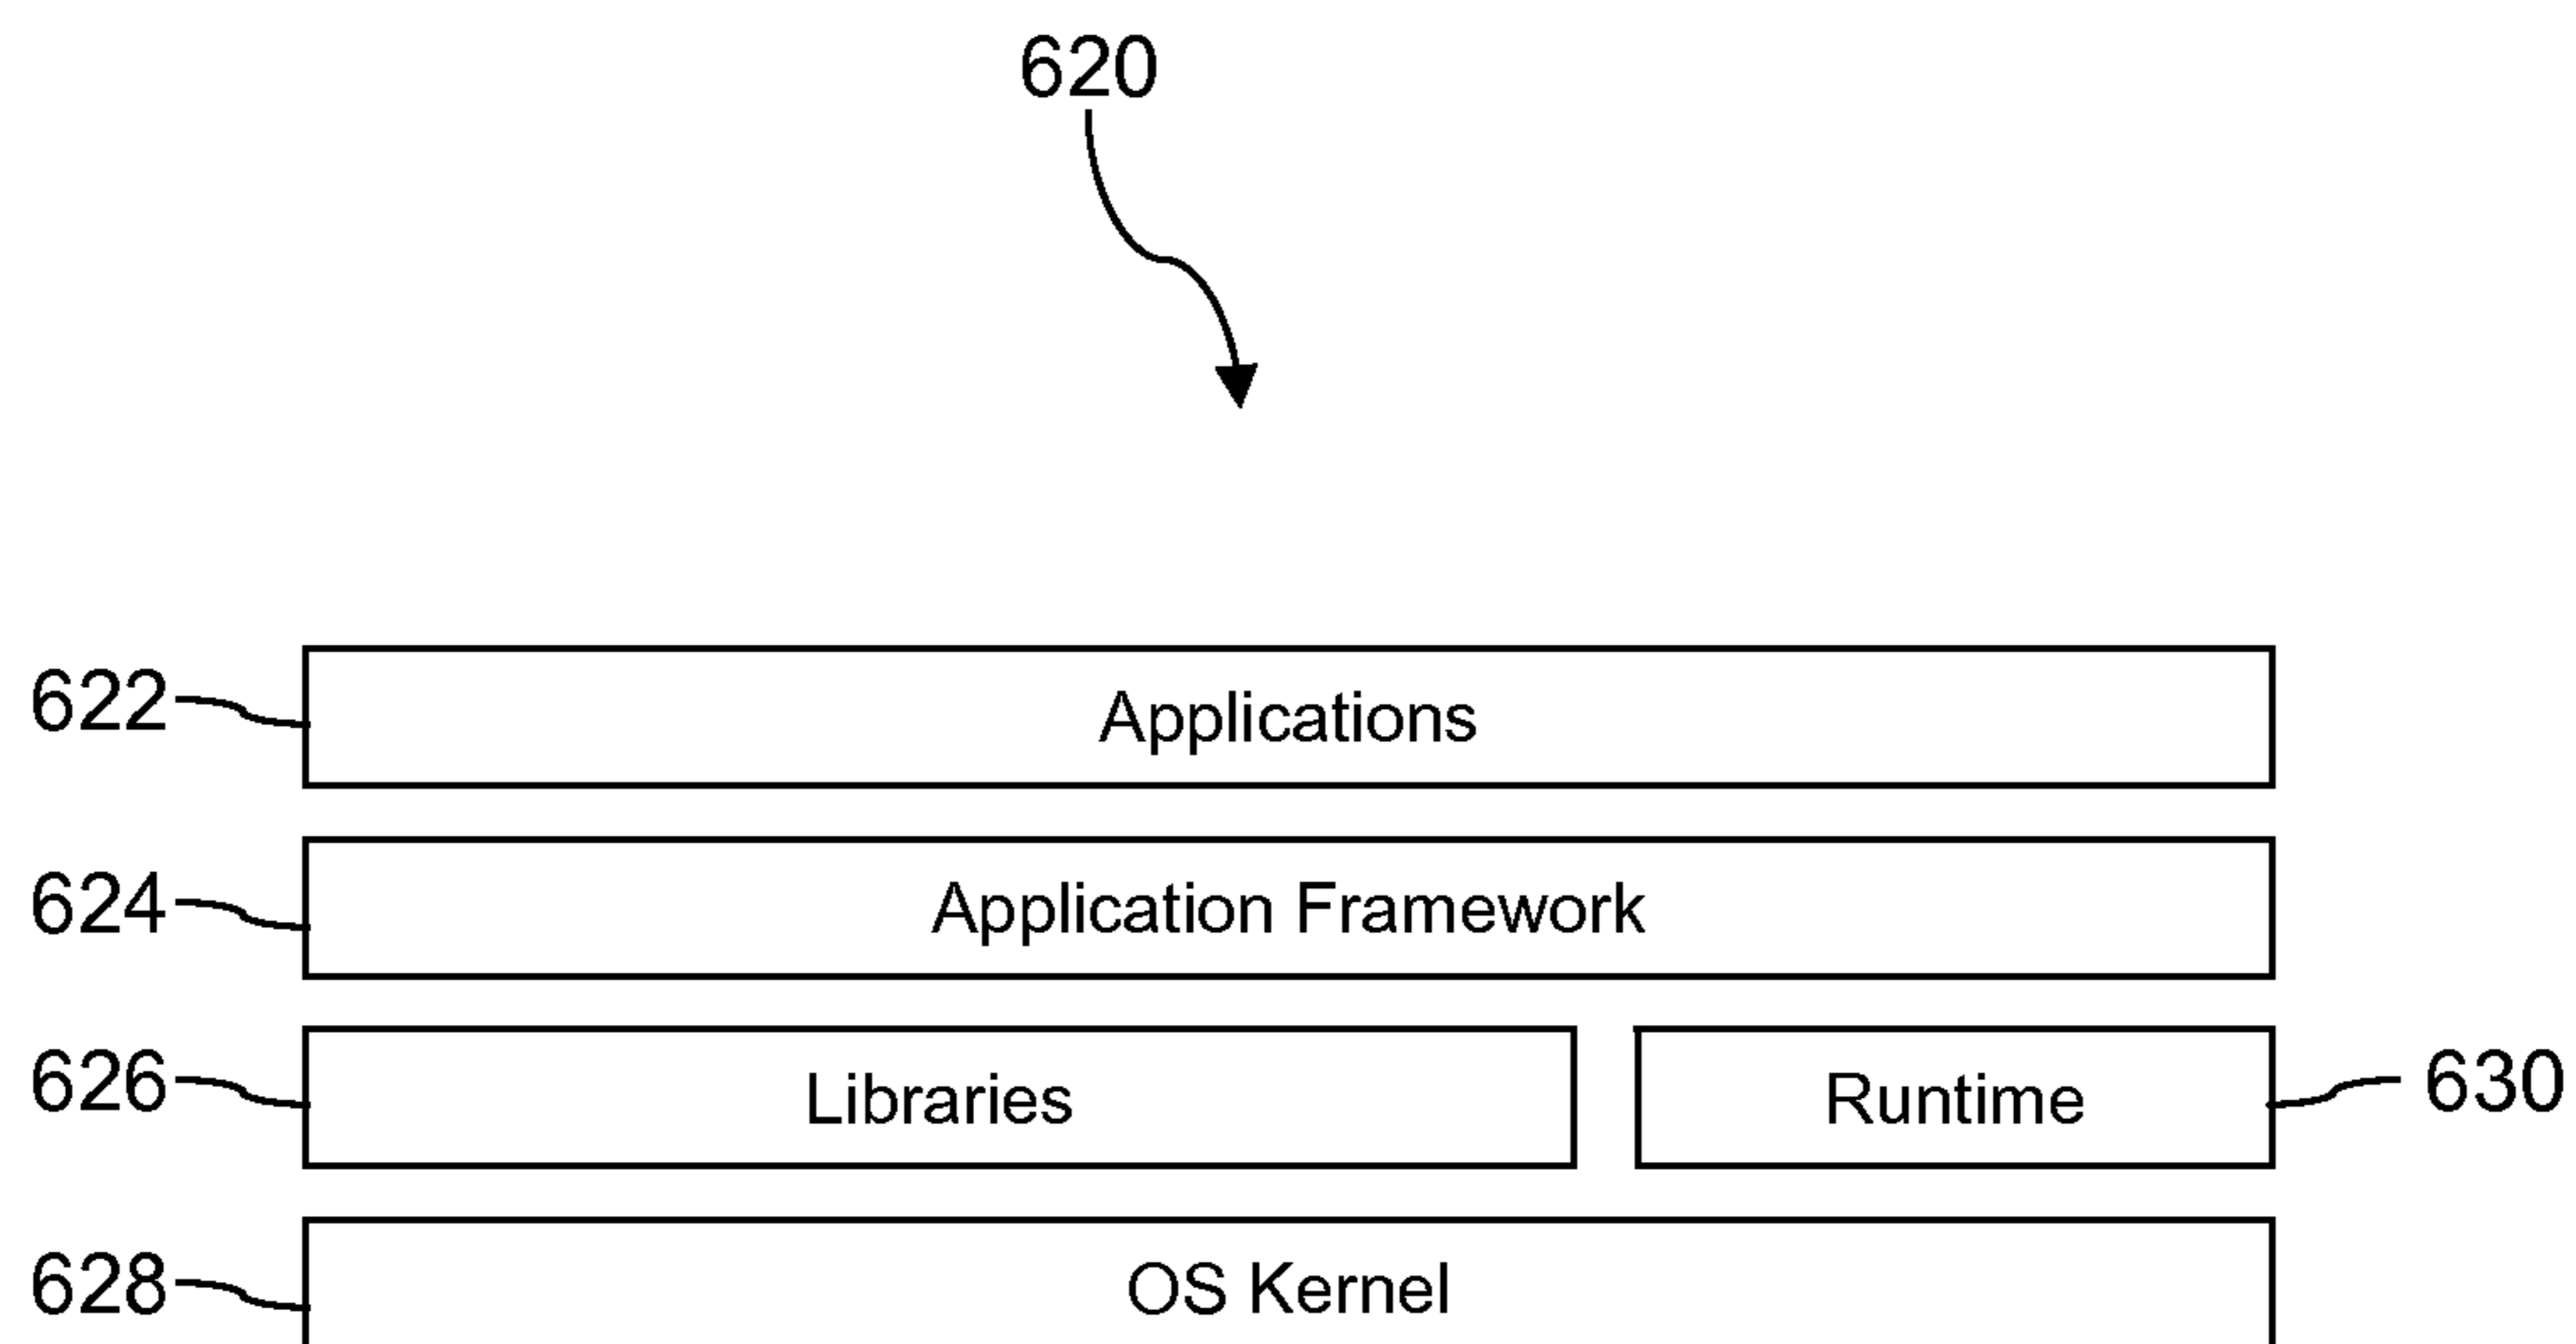 620
622
Applications
624
Application Framework
626
Libraries
Runtime
630
628
OS Kernel